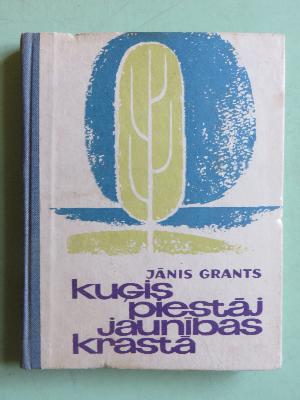 JĀNIS GRANTS
kuģis
piestāj
jaunības
krastā